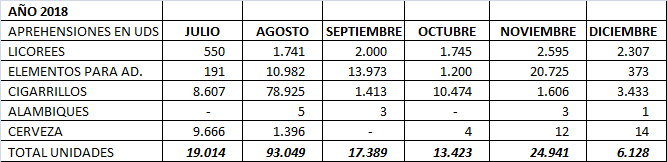 AÑO 2018
APREHENSIONES EN UDS JULIO AGOSTO SEPTIEMBRE OCTUBRE NOVIEMBRE DICIEMBRE
LICOREES 550 1.741 2.000 1.745 2.595 2.307
ELEMENTOS PARA AD. 191 10.982 13.973 1.200 20.725 373
CIGARRILLOS 8.607 78.925 1.413 10.474 1.606 3.433
ALAMBIQUES - 5 3 - 3 1
CERVEZA 9.666 1.396 - 4 12 14
TOTAL UNIDADES 19.014 93.049 17.389 13.423 24.941 6.128